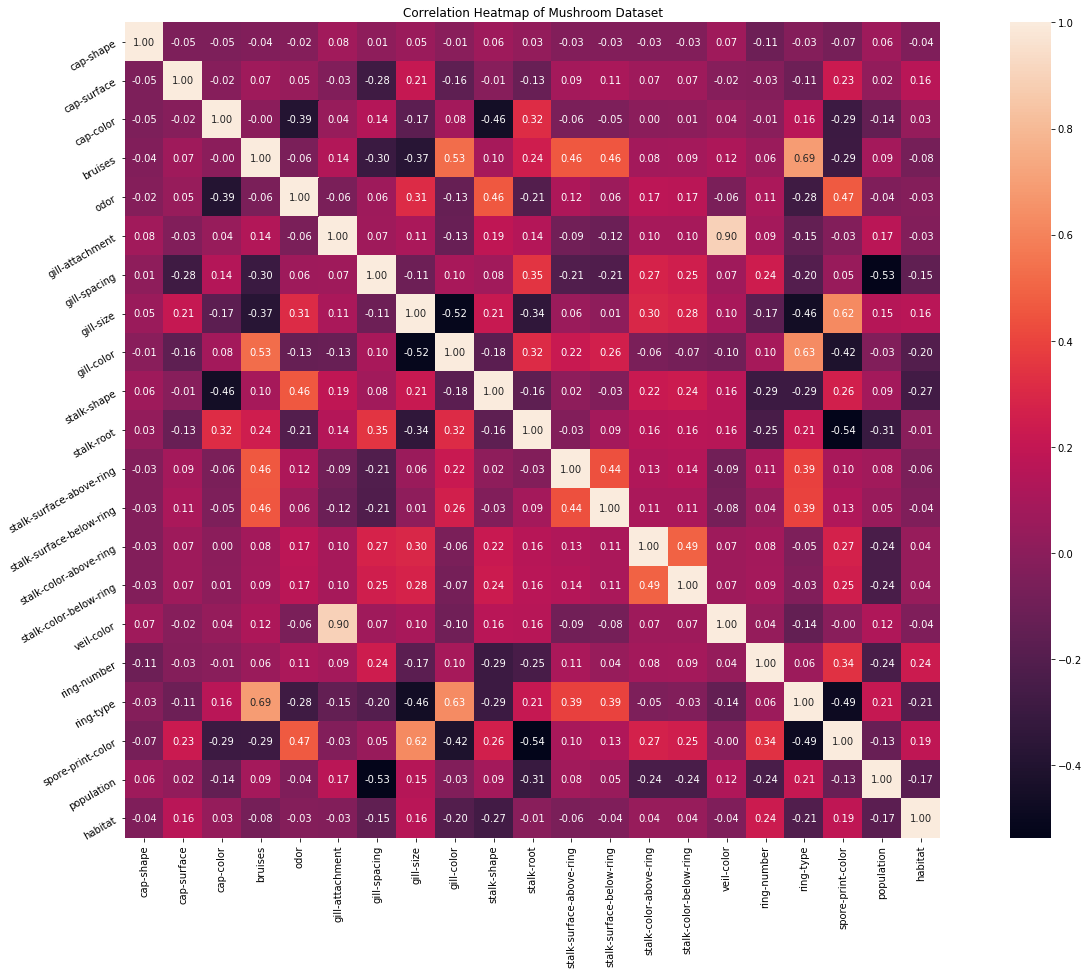 Correlation Heatmap of Mushroom Dataset
cap-shape 1.00 -0.05 -0.05 -0.04 -0.02 0.08 0.01 0.05 -0.01 0.06 0.03 -0.03 -0.03 -0.03 -0.03 0.07 -0.11 -0.03 -0.07 0.06 -0.04
cap-surface -0.05 1.00 -0.02 0.07 0.05 -0.03 -0.28 0.21 -0.16 -0.01 -0.13 0.09 0.11 0.07 0.07 -0.02 -0.03 -0.11 0.23 0.02 0.16
cap-color -0.05 -0.02 1.00 -0.00 -0.39 0.04 0.14 -0.17 0.08 -0.46 0.32 -0.06 -0.05 0.00 0.01 0.04 -0.01 0.16 -0.29 -0.14 0.03
bruises -0.04 0.07 -0.00 1.00 -0.06 0.14 -0.30 -0.37 0.53 0.10 0.24 0.46 0.46 0.08 0.09 0.12 0.06 0.69 -0.29 0.09 -0.08
odor -0.02 0.05 -0.39 -0.06 1.00 -0.06 0.06 0.31 -0.13 0.46 -0.21 0.12 0.06 0.17 0.17 -0.06 0.11 -0.28 0.47 -0.04 -0.03
gill-attachment 0.08 -0.03 0.04 0.14 -0.06 1.00 0.07 0.11 -0.13 0.19 0.14 -0.09 -0.12 0.10 0.10 0.90 0.09 -0.15 -0.03 0.17 -0.03
gill-spacing 0.01 -0.28 0.14 -0.30 0.06 0.07 1.00 -0.11 0.10 0.08 0.35 -0.21 -0.21 0.27 0.25 0.07 0.24 -0.20 0.05 -0.53 -0.15
gill-size 0.05 0.21 -0.17 -0.37 0.31 0.11 -0.11 1.00 -0.52 0.21 -0.34 0.06 0.01 0.30 0.28 0.10 -0.17 -0.46 0.62 0.15 0.16
gill-color -0.01 -0.16 0.08 0.53 -0.13 -0.13 0.10 -0.52 1.00 -0.18 0.32 0.22 0.26 -0.06 -0.07 -0.10 0.10 0.63 -0.42 -0.03 -0.20
stalk-shape 0.06 -0.01 -0.46 0.10 0.46 0.19 0.08 0.21 -0.18 1.00 -0.16 0.02 -0.03 0.22 0.24 0.16 -0.29 -0.29 0.26 0.09 -0.27
stalk-root 0.03 -0.13 0.32 0.24 -0.21 0.14 0.35 -0.34 0.32 -0.16 1.00 -0.03 0.09 0.16 0.16 0.16 -0.25 0.21 -0.54 -0.31 -0.01
stalk-surface-above-ring -0.03 0.09 -0.06 0.46 0.12 -0.09 -0.21 0.06 0.22 0.02 -0.03 1.00 0.44 0.13 0.14 -0.09 0.11 0.39 0.10 0.08 -0.06
stalk-surface-below-ring -0.03 0.11 -0.05 0.46 0.06 -0.12 -0.21 0.01 0.26 -0.03 0.09 0.44 1.00 0.11 0.11 -0.08 0.04 0.39 0.13 0.05 -0.04
stalk-color-above-ring -0.03 0.07 0.00 0.08 0.17 0.10 0.27 0.30 -0.06 0.22 0.16 0.13 0.11 1.00 0.49 0.07 0.08 -0.05 0.27 -0.24 0.04
stalk-color-below-ring -0.03 0.07 0.01 0.09 0.17 0.10 0.25 0.28 -0.07 0.24 0.16 0.14 0.11 0.49 1.00 0.07 0.09 -0.03 0.25 -0.24 0.04
veil-color 0.07 -0.02 0.04 0.12 -0.06 0.90 0.07 0.10 -0.10 0.16 0.16 -0.09 -0.08 0.07 0.07 1.00 0.04 -0.14 -0.00 0.12 -0.04
ring-number -0.11 -0.03 -0.01 0.06 0.11 0.09 0.24 -0.17 0.10 -0.29 -0.25 0.11 0.04 0.08 0.09 0.04 1.00 0.06 0.34 -0.24 0.24
ring-type -0.03 -0.11 0.16 0.69 -0.28 -0.15 -0.20 -0.46 0.63 -0.29 0.21 0.39 0.39 -0.05 -0.03 -0.14 0.06 1.00 -0.49 0.21 -0.21
spore-print-color -0.07 0.23 -0.29 -0.29 0.47 -0.03 0.05 0.62 -0.42 0.26 -0.54 0.10 0.13 0.27 0.25 -0.00 0.34 -0.49 1.00 -0.13 0.19
population 0.06 0.02 -0.14 0.09 -0.04 0.17 -0.53 0.15 -0.03 0.09 -0.31 0.08 0.05 -0.24 -0.24 0.12 -0.24 0.21 -0.13 1.00 -0.17
habitat -0.04 0.16 0.03 -0.08 -0.03 -0.03 -0.15 0.16 -0.20 -0.27 -0.01 -0.06 -0.04 0.04 0.04 -0.04 0.24 -0.21 0.19 -0.17 1.00
cap-shape
cap-surface
cap-color
bruises
odor
gill-attachment
gill-spacing
gill-size
gill-color
stalk-shape
stalk-root
stalk-surface-above-ring
stalk-surface-below-ring
stalk-color-above-ring
stalk-color-below-ring
veil-color
ring-number
ring-type
spore-print-color
population
habitat
1.0
0.8
0.6
0.4
0.2
0.0
−0.2
−0.4